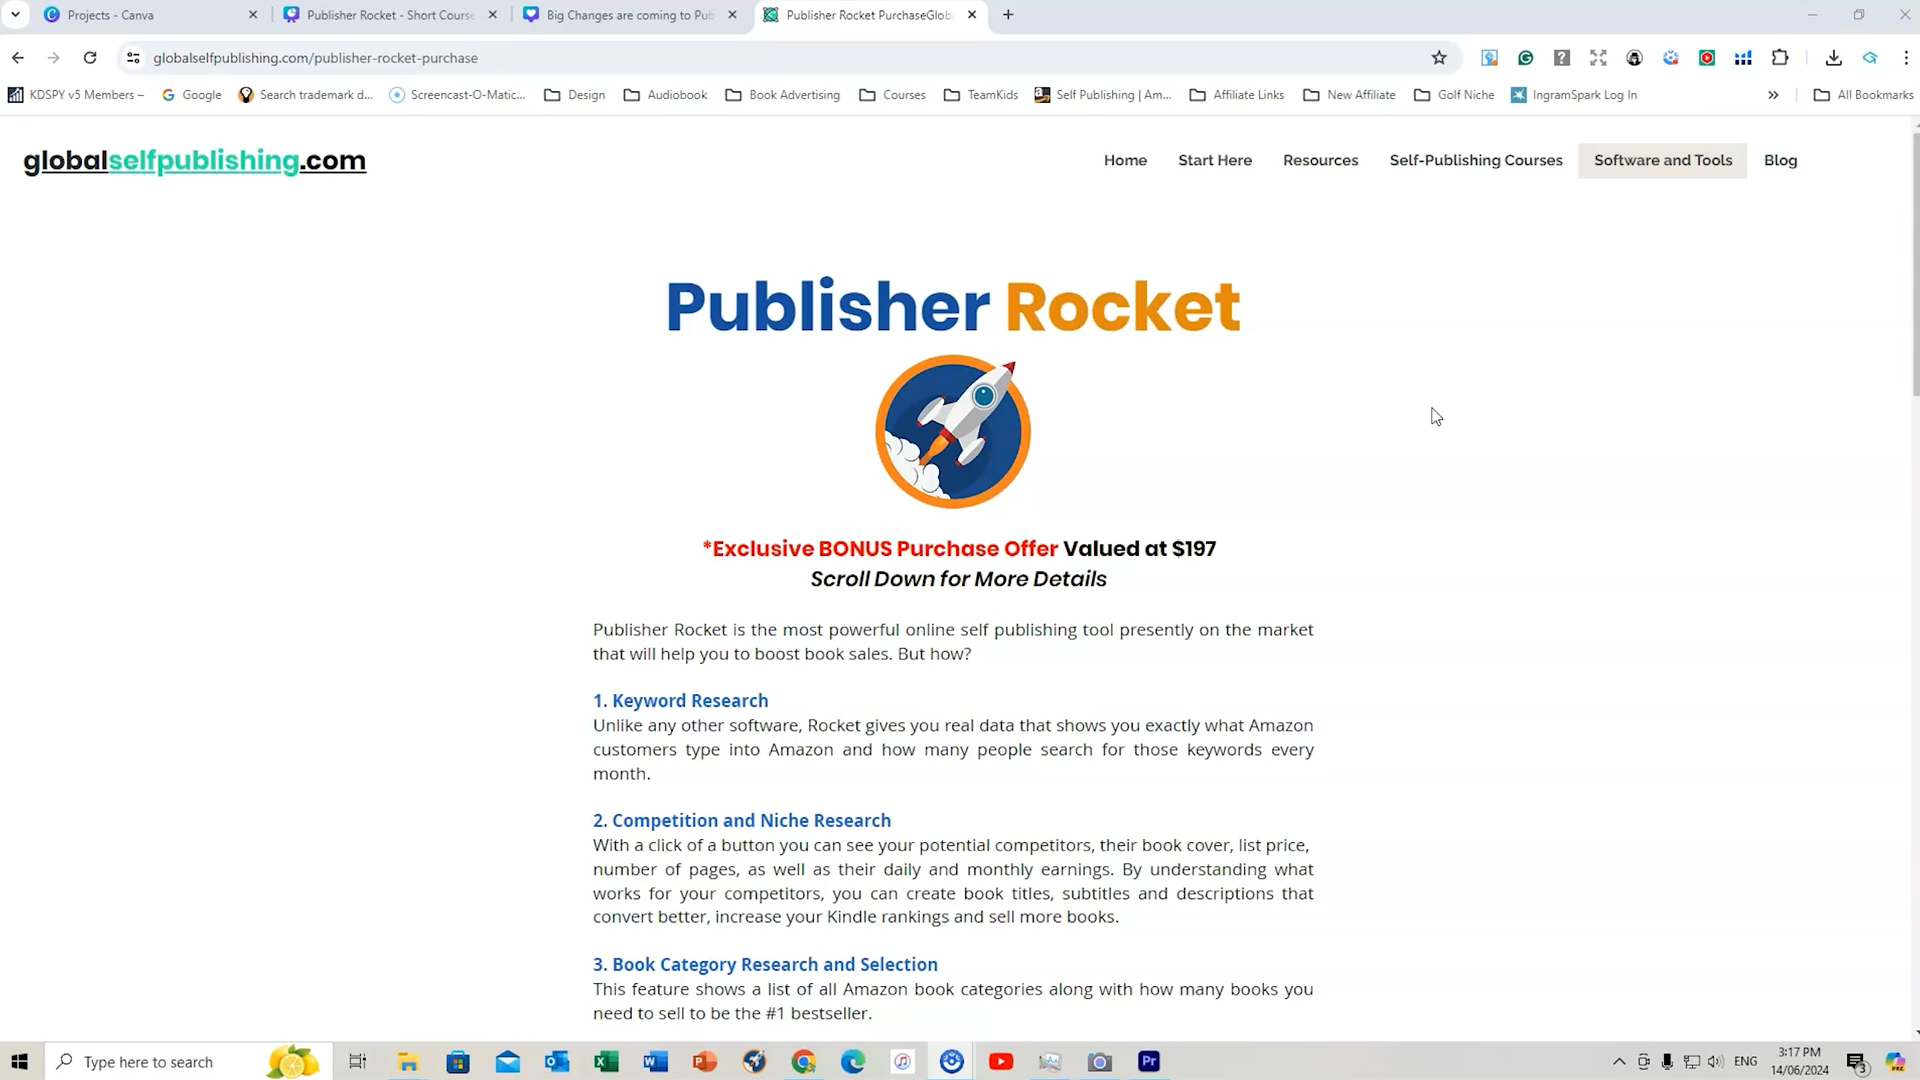 Projects - Canva
Publisher Rocket - Short Course
Big Changes are coming to Pub
Publisher Rocket PurchaseGloba
globalselfpublishing.com/publisher-rocket-purchase
KDSPY v5 Members –
Google
Search trademark d...
Screencast-O-Matic...
Design
Audiobook
Book Advertising
Courses
TeamKids
Self Publishing | Am...
Affiliate Links
New Affiliate
Golf Niche
IngramSpark Log In
All Bookmarks
globalselfpublishing.com
Home
Start Here
Resources
Self-Publishing Courses
Software and Tools
Blog
Publisher Rocket
*Exclusive BONUS Purchase Offer Valued at $197
Scroll Down for More Details
Publisher Rocket is the most powerful online self publishing tool presently on the market
that will help you to boost book sales. But how?
1. Keyword Research
Unlike any other software, Rocket gives you real data that shows you exactly what Amazon
customers type into Amazon and how many people search for those keywords every
month.
2. Competition and Niche Research
With a click of a button you can see your potential competitors, their book cover, list price,
number of pages, as well as their daily and monthly earnings. By understanding what
works for your competitors, you can create book titles, subtitles and descriptions that
convert better, increase your Kindle rankings and sell more books.
3. Book Category Research and Selection
This feature shows a list of all Amazon book categories along with how many books you
need to sell to be the #1 bestseller.
Type here to search
ENG
3:17 PM
14/06/2024
3